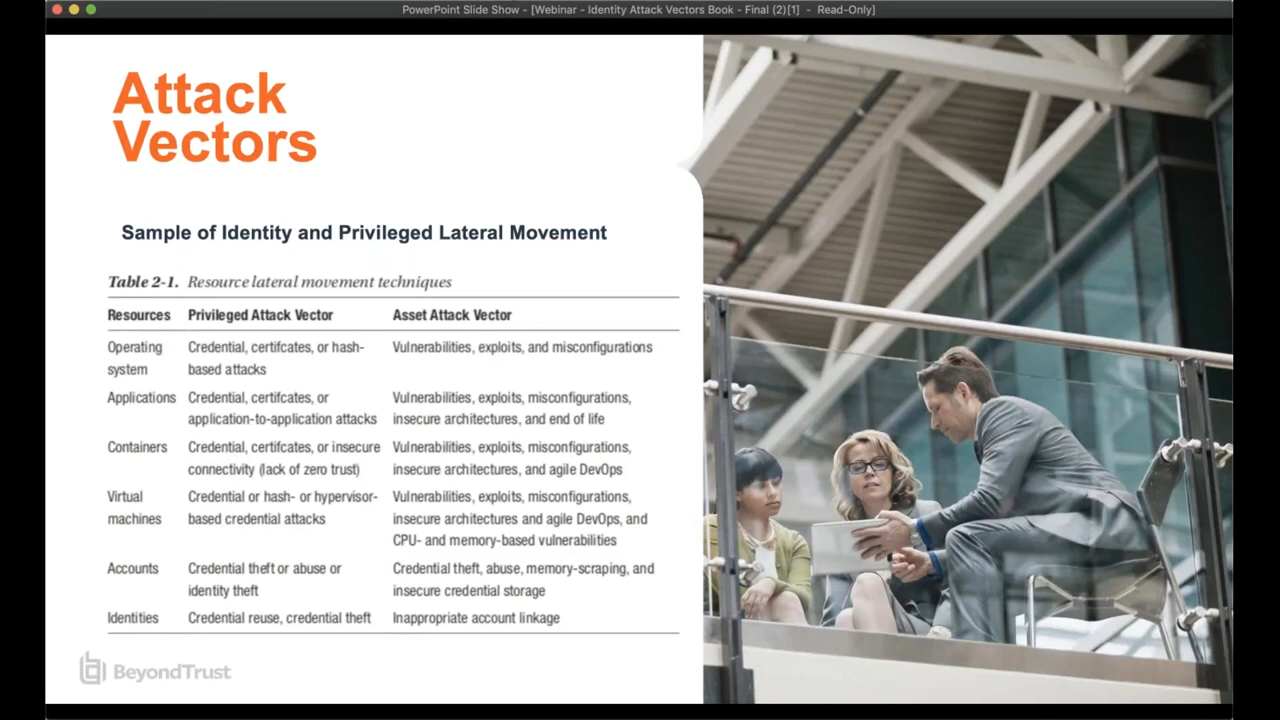 PowerPoint Slide Show - [Webinar - Identity Attack Vectors Book - Final (2)[1] - Read-Only]
Attack
Vectors
Sample of Identity and Privileged Lateral Movement
Table 2-1. Resource lateral movement techniques
Resources Privileged Attack Vector Asset Attack Vector
Operating Credential, certifcates, or hash- Vulnerabilities, exploits, and misconfigurations
system based attacks
Applications Credential, certifcates, or Vulnerabilities, exploits, misconfigurations,
application-to-application attacks insecure architectures, and end of life
Containers Credential, certifcates, or insecure Vulnerabilities, exploits, misconfigurations,
connectivity (lack of zero trust) insecure architectures, and agile DevOps
Virtual Credential or hash- or hypervisor- Vulnerabilities, exploits, misconfigurations,
machines based credential attacks insecure architectures and agile DevOps, and
CPU- and memory-based vulnerabilities
Accounts Credential theft or abuse or Credential theft, abuse, memory-scraping, and
identity theft insecure credential storage
Identities Credential reuse, credential theft Inappropriate account linkage
BeyondTrust